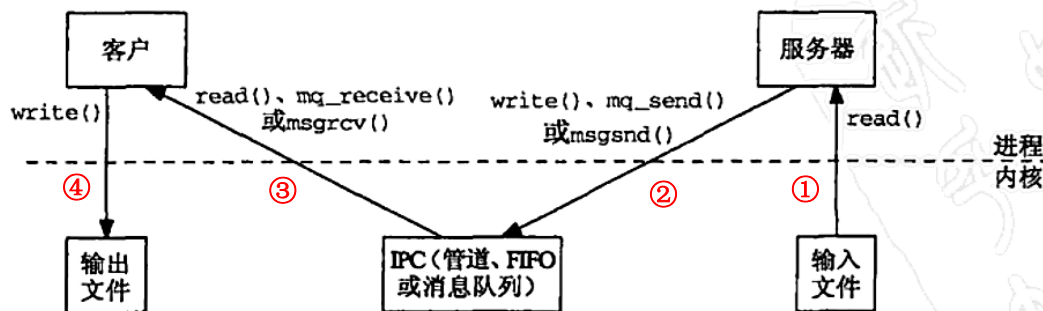 客户
服务器
write()
read()、mq_receive()
或msgrcv()
write()、mq_send()
或msgsnd()
read()
进程
内核
④
③
②
①
输出
文件
IPC(管道、FIFO
或消息队列)
输入
文件